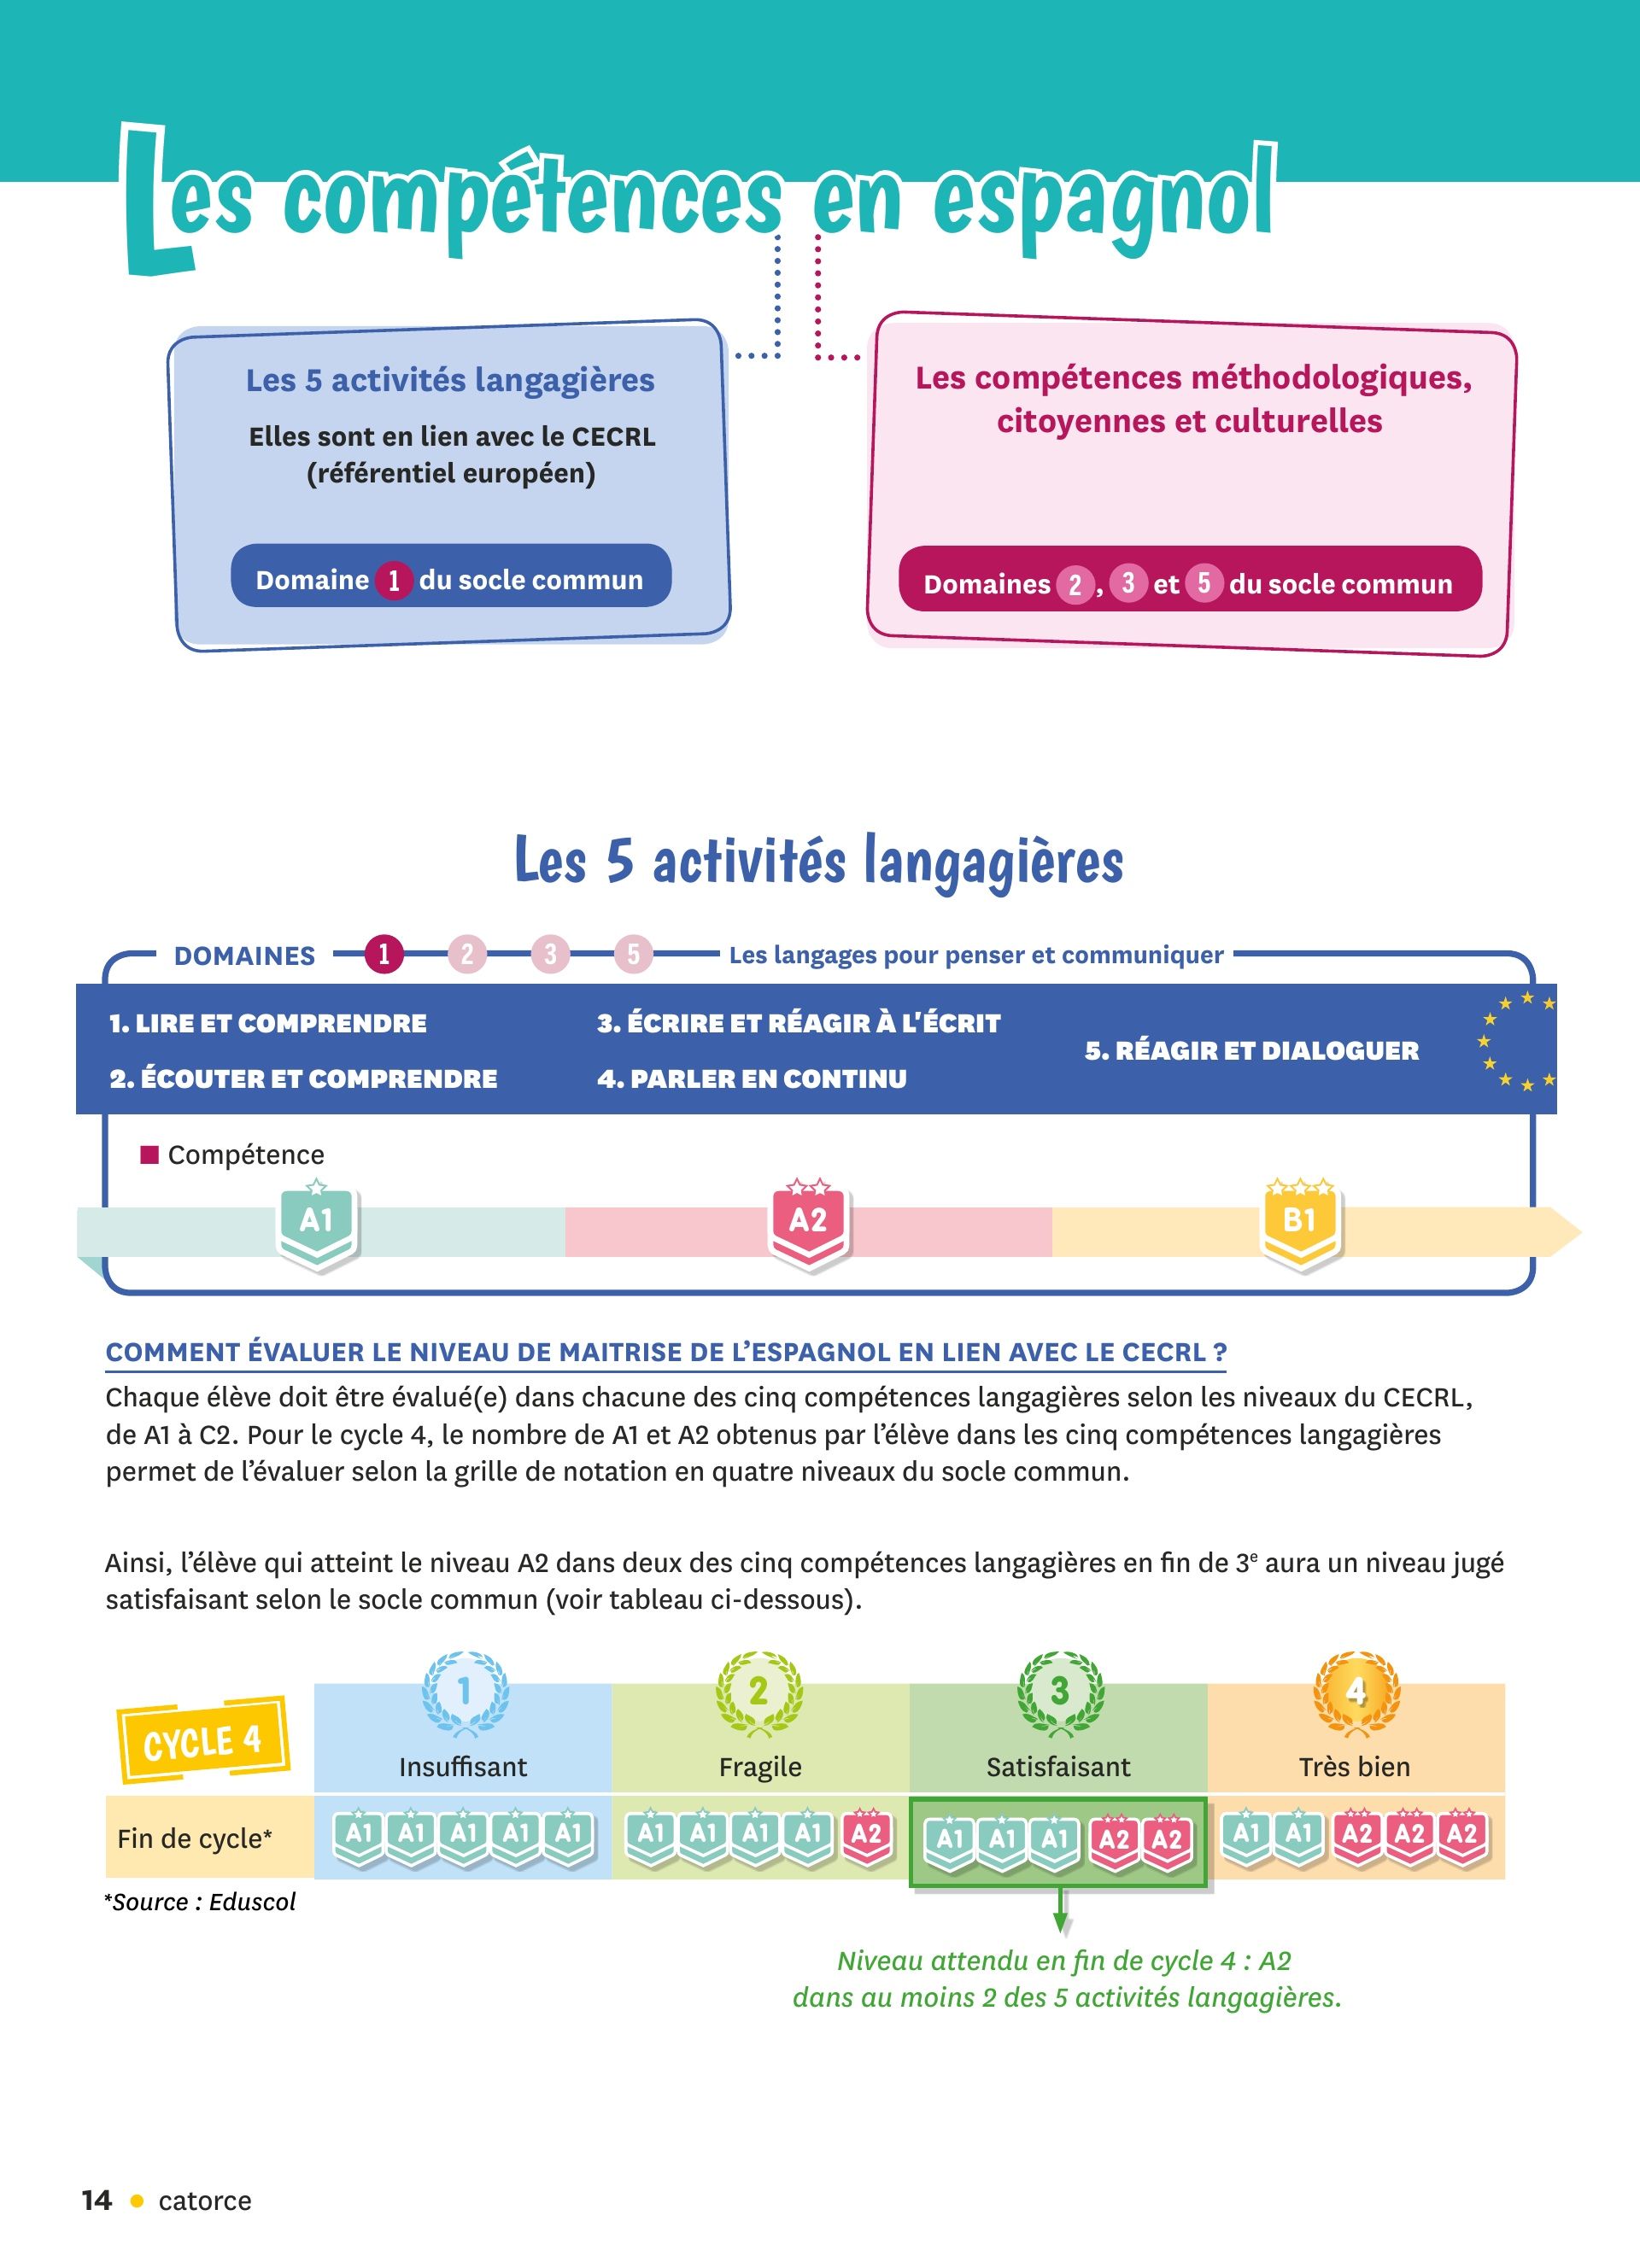 Les compétences en espagnol
Les 5 activités langagières
Elles sont en lien avec le CECRL
(référentiel européen)
Domaine 1 du socle commun
Les compétences méthodologiques,
citoyennes et culturelles
Domaines 2, 3 et 5 du socle commun
Les 5 activités langagières
DOMAINES 1 2 3 5 Les langages pour penser et communiquer
1. LIRE ET COMPRENDRE
2. ÉCOUTER ET COMPRENDRE
3. ÉCRIRE ET RÉAGIR À L'ÉCRIT
4. PARLER EN CONTINU
5. RÉAGIR ET DIALOGUER
Compétence
A1 A2 B1
COMMENT ÉVALUER LE NIVEAU DE MAITRISE DE L’ESPAGNOL EN LIEN AVEC LE CECRL ?
Chaque élève doit être évalué(e) dans chacune des cinq compétences langagières selon les niveaux du CECRL,
de A1 à C2. Pour le cycle 4, le nombre de A1 et A2 obtenus par l’élève dans les cinq compétences langagières
permet de l’évaluer selon la grille de notation en quatre niveaux du socle commun.
Ainsi, l’élève qui atteint le niveau A2 dans deux des cinq compétences langagières en fin de 3e aura un niveau jugé
satisfaisant selon le socle commun (voir tableau ci-dessous).
1 2 3 4
CYCLE 4
Insuffisant Fragile Satisfaisant Très bien
Fin de cycle* A1 A1 A1 A1 A1 A1 A1 A1 A1 A2 A1 A1 A1 A2 A2 A1 A1 A2 A2 A2
*Source : Eduscol
Niveau attendu en fin de cycle 4 : A2
dans au moins 2 des 5 activités langagières.
14 • catorce